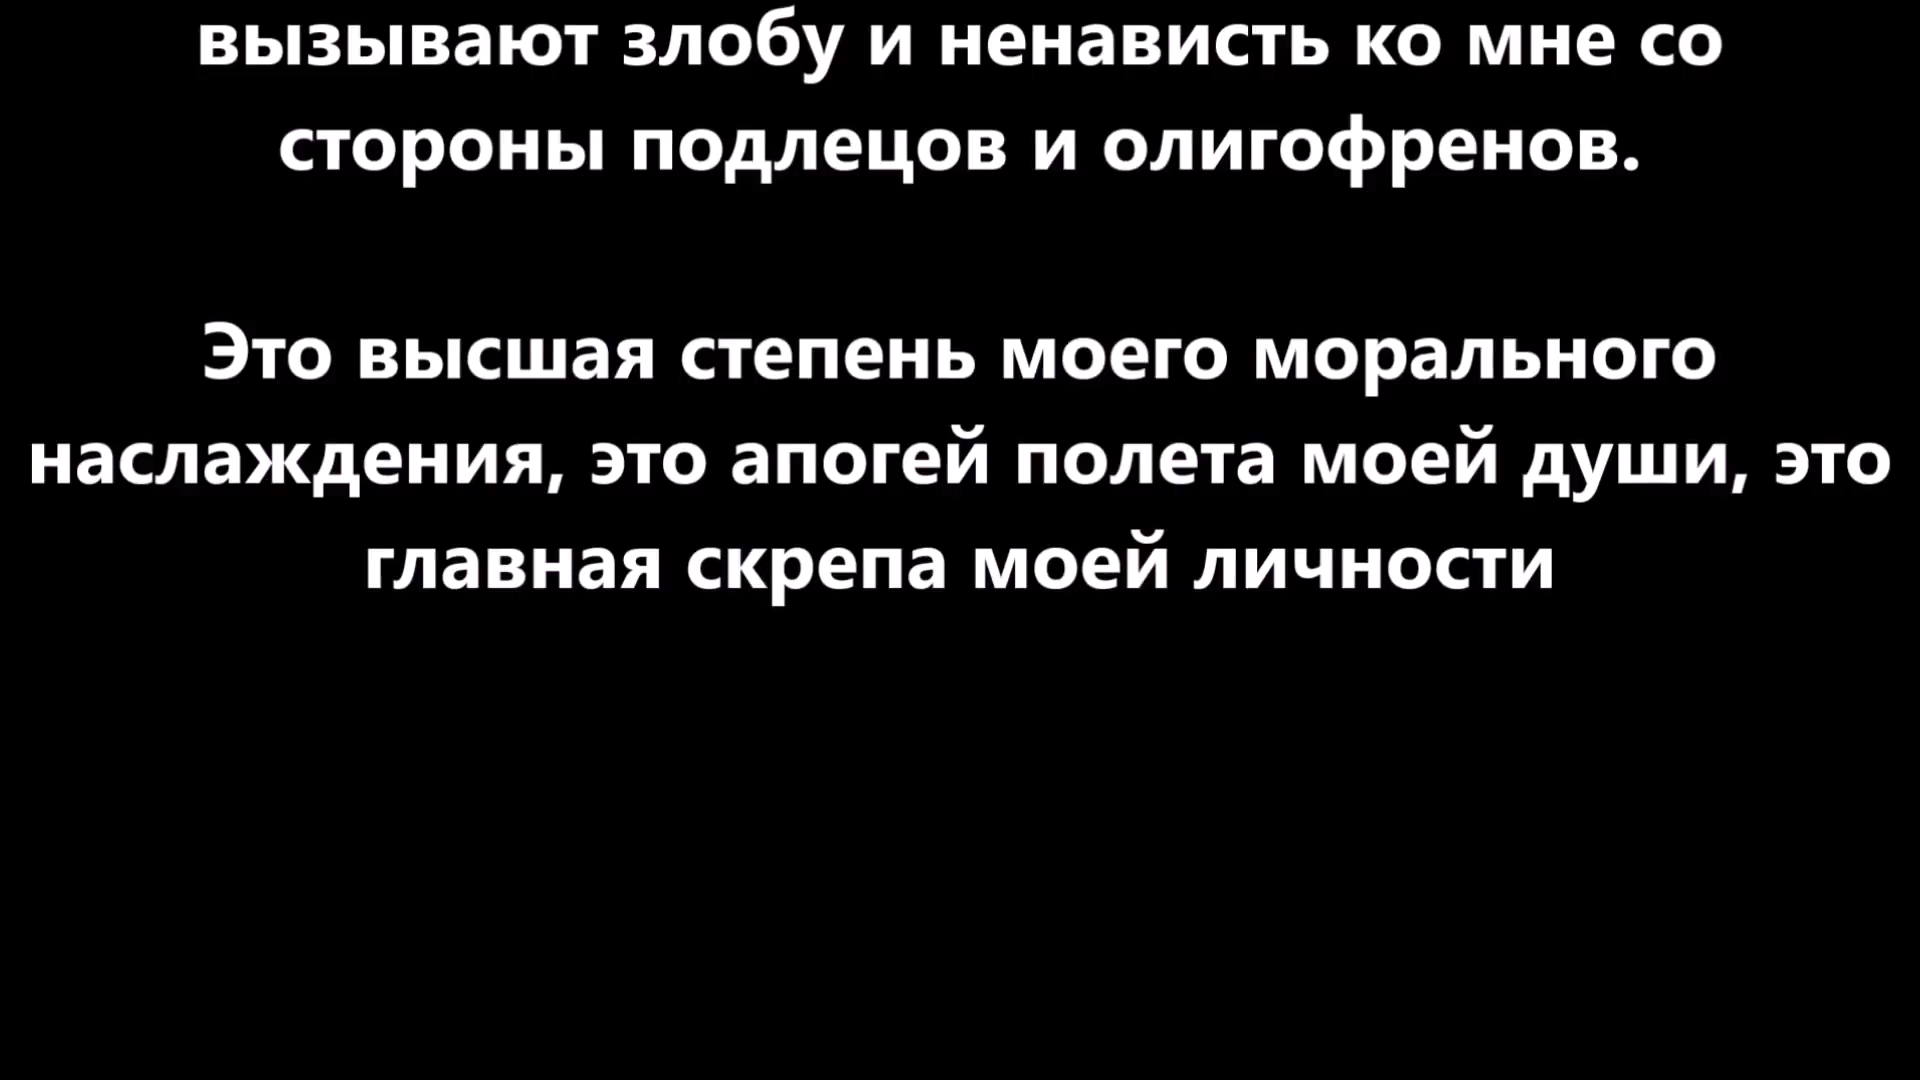 вызывают злобу и ненависть ко мне со
стороны подлецов и олигофренов.
Это высшая степень моего морального
наслаждения, это апогей полета моей души, это
главная скрепа моей личности